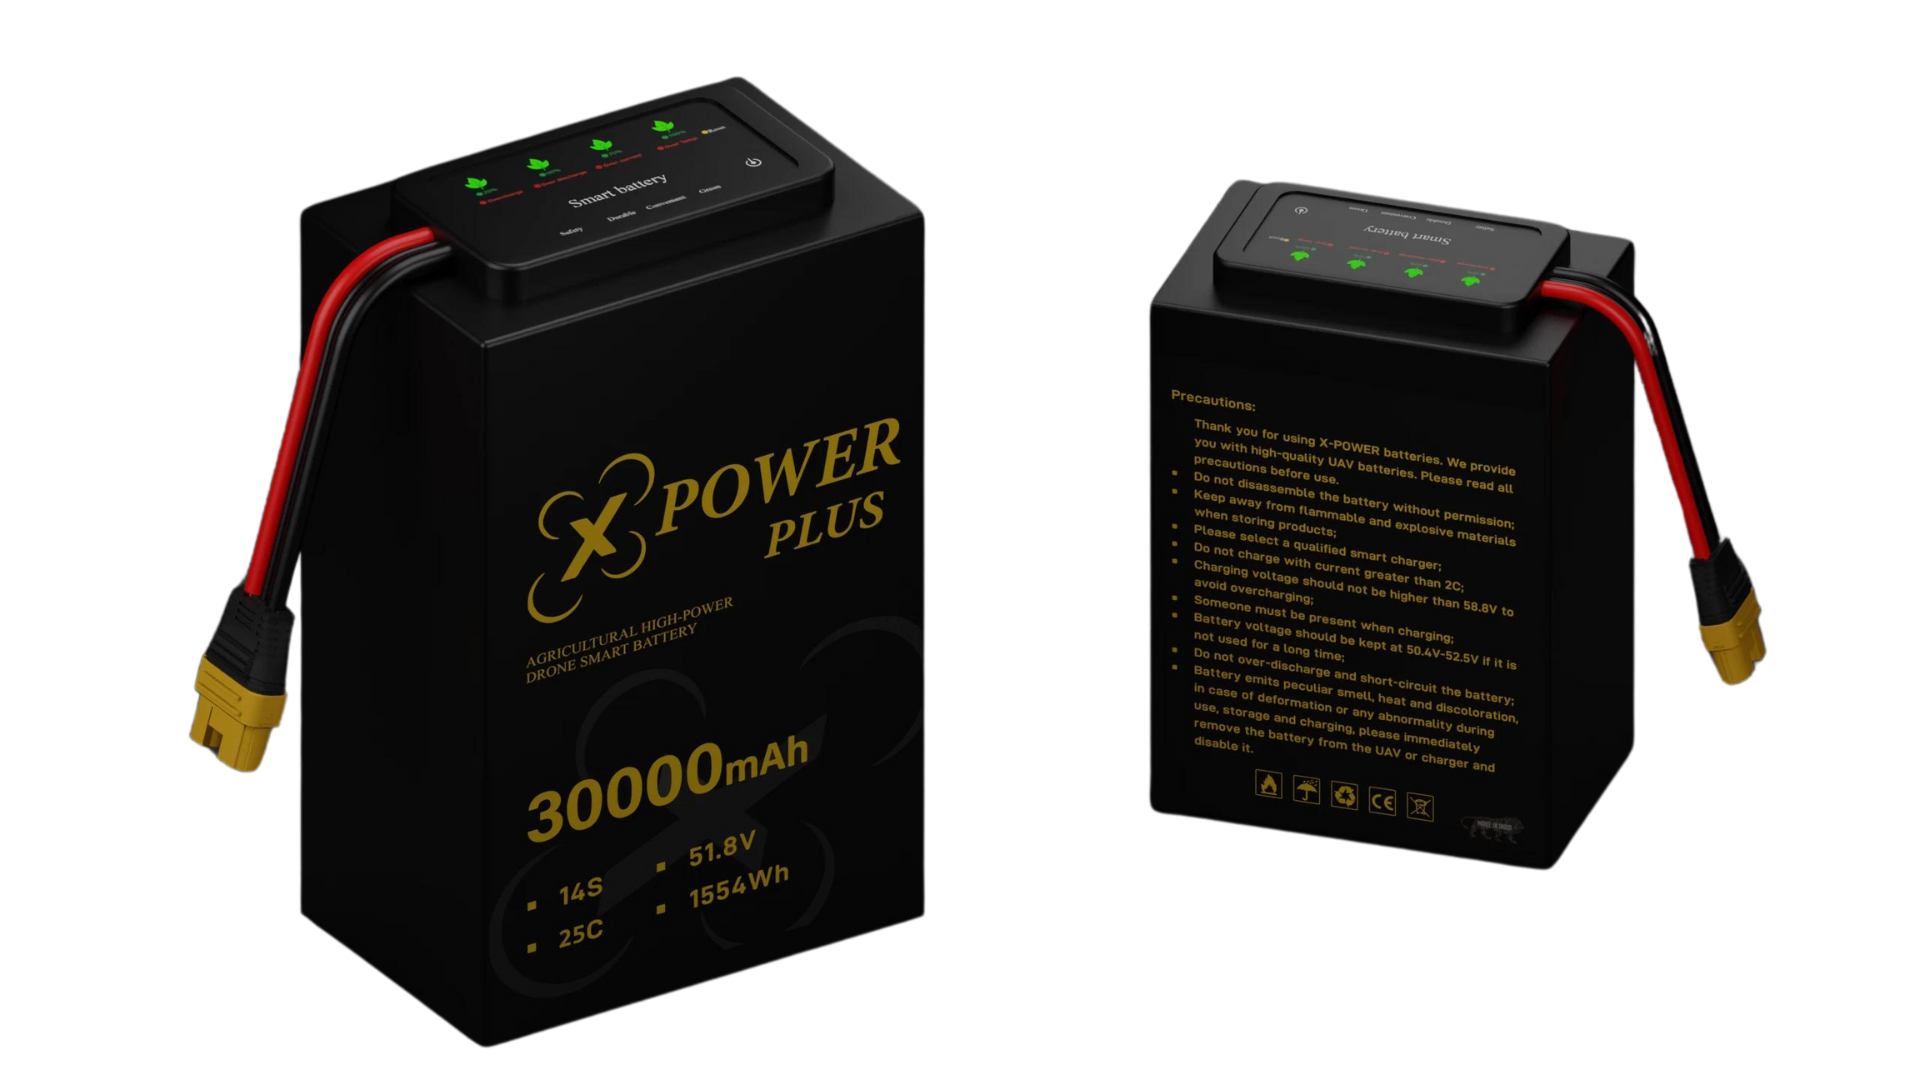 Smart battery
Safety Durable Convenient Green
X POWER
PLUS
AGRICULTURAL HIGH-POWER
DRONE SMART BATTERY
30000mAh
14S
51.8V
25C
1554Wh
Smart battery
Precautions:
Thank you for using X-POWER batteries. We provide
you with high-quality UAV batteries. Please read all
precautions before use.
Do not disassemble the battery without permission;
Keep away from flammable and explosive materials
when storing products;
Please select a qualified smart charger;
Do not charge with current greater than 2C;
Charging voltage should not be higher than 58.8V to
avoid overcharging;
Someone must be present when charging;
Battery voltage should be kept at 50.4V-52.5V if it is
not used for a long time;
Do not over-discharge and short-circuit the battery;
Battery emits peculiar smell, heat and discoloration,
in case of deformation or any abnormality during
use, storage and charging, please immediately
remove the battery from the UAV or charger and
disable it.
CE